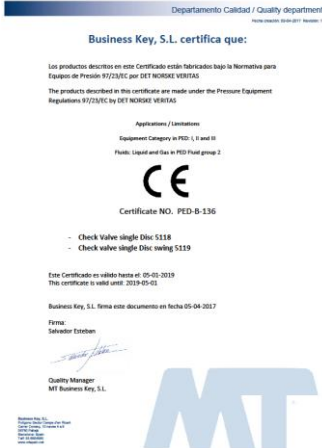 Departamento Calidad / Quality department
Business Key, S.L. certifica que:
Los productos descritos en este Certificado están fabricados bajo la Normativa para
Equipos de Presión 97/23/EC por DET NORSKE VERITAS
The products described in this certificate are made under the Pressure Equipment
Regulations 97/23/EC by DET NORSKE VERITAS
Applications / Limitations
Equipment Category in PED: I, II and III
Fluids: Liquid and Gas in PED Fluid group 2
CE
Certificate NO. PED-B-136
- Check Valve single Disc 5118
- Check valve single Disc swing 5119
Este Certificado es válido hasta el: 05-01-2019
This certificate is valid until: 2019-05-01
Business Key, S.L. firma este documento en fecha 05-04-2017
Firma:
Salvador Esteban
Quality Manager
MT Business Key, S.L.
Business Key, S.L.